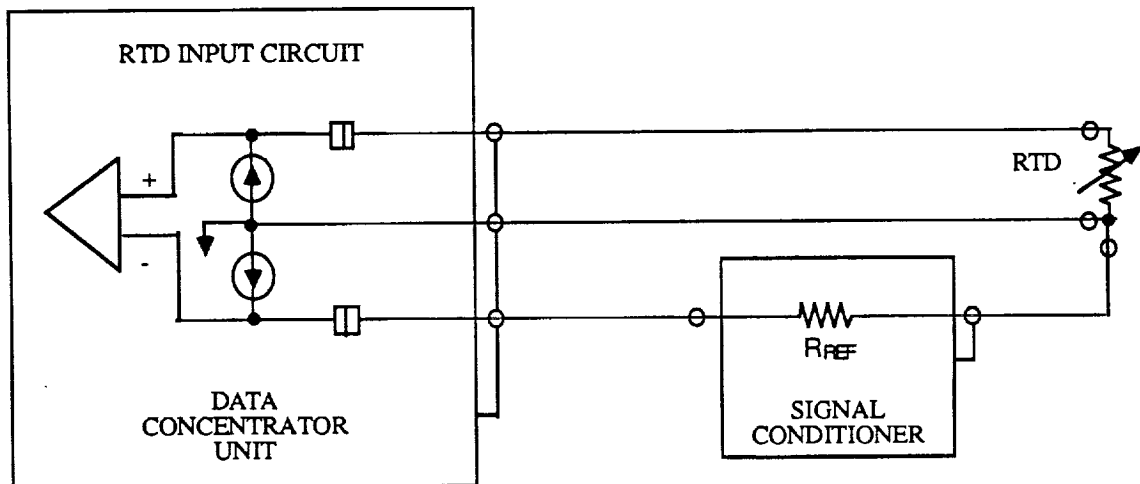 RTD INPUT CIRCUIT
+
-
RTD
RREF
DATA
CONCENTRATOR
UNIT
SIGNAL
CONDITIONER